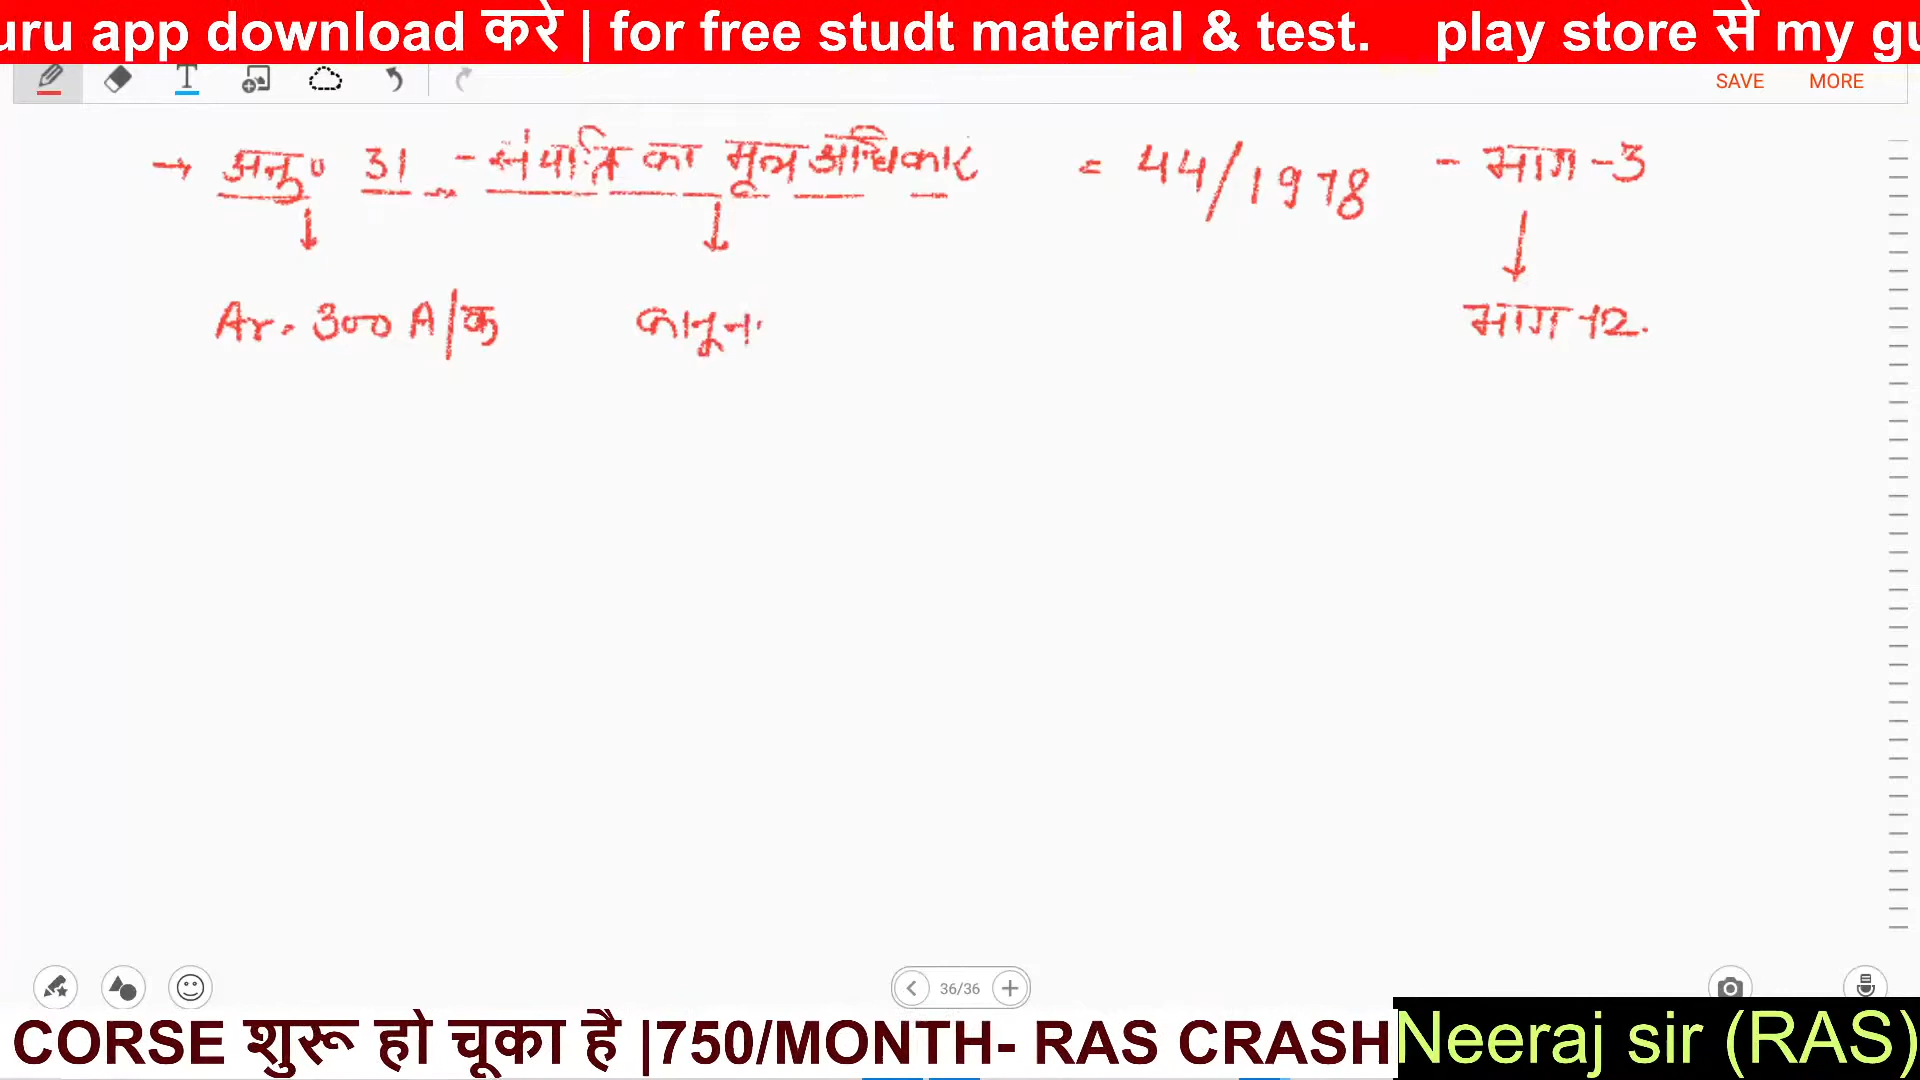 uru app download करे | for free studt material & test. play store से my gu
SAVE MORE
→ अनु० 31 - संपत्ति का मूल अधिकार = 44/1978 - भाग-3
↓ ↓ ↓
Ar. 300 A/क कानून भाग-12.
36/36
CORSE शुरू हो चूका है |750/MONTH- RAS CRASH Neeraj sir (RAS)